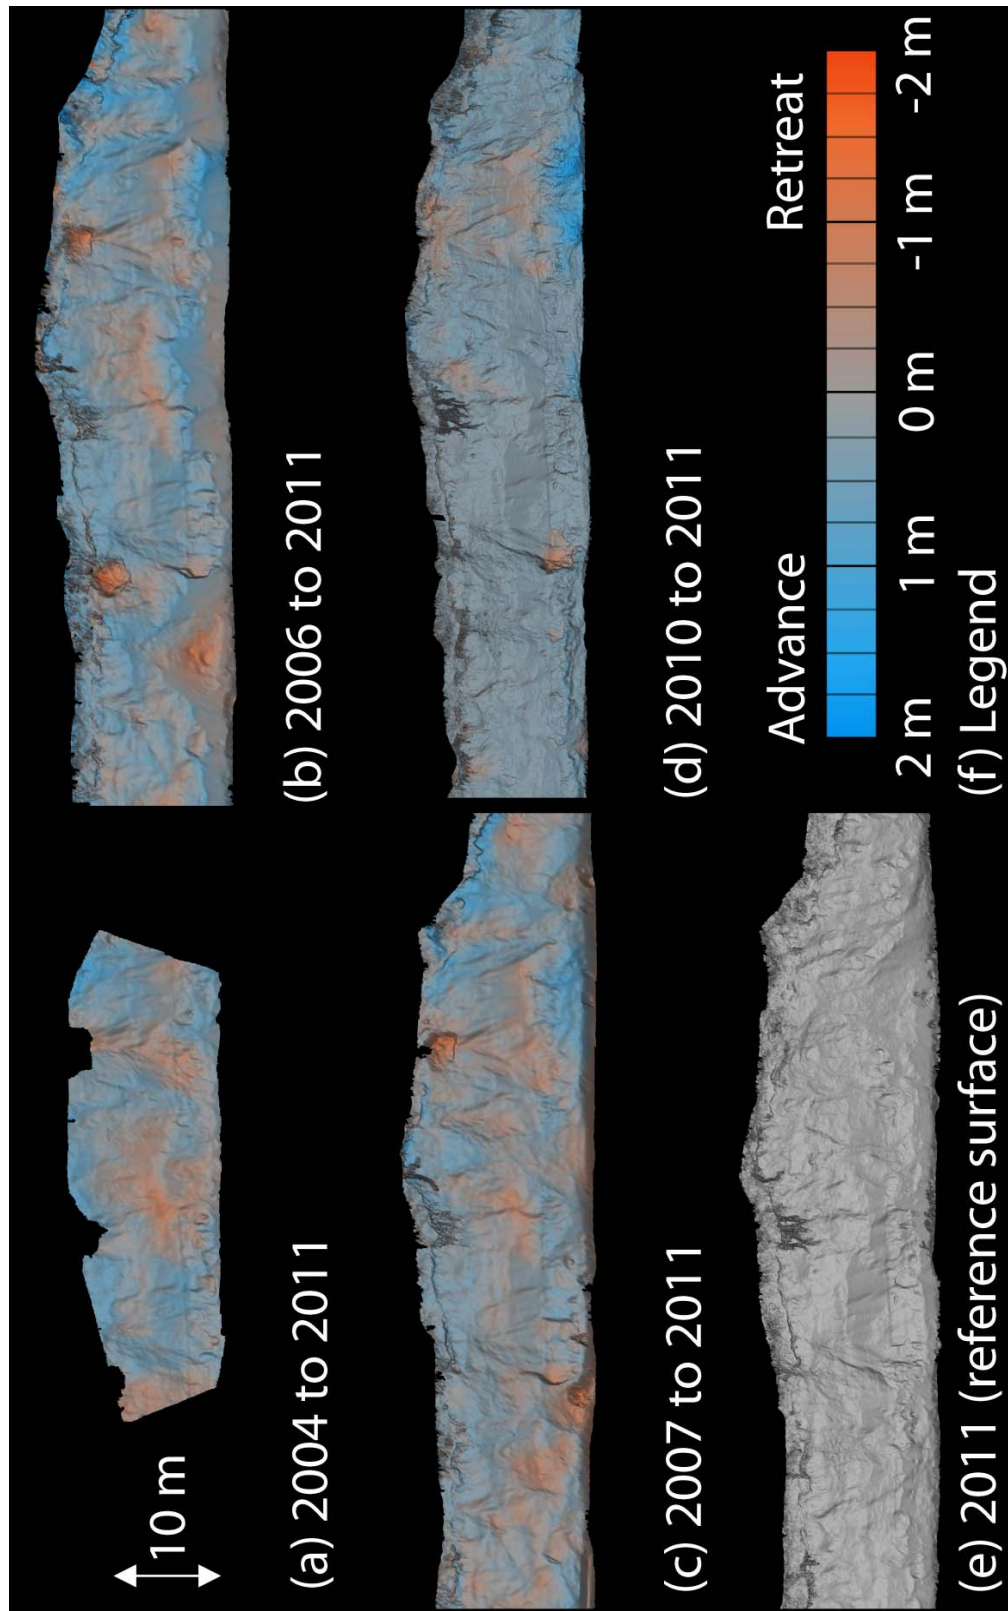 10 m
(a) 2004 to 2011
(b) 2006 to 2011
(c) 2007 to 2011
(d) 2010 to 2011
(e) 2011 (reference surface)
Advance Retreat
2 m 1 m 0 m -1 m -2 m
(f) Legend